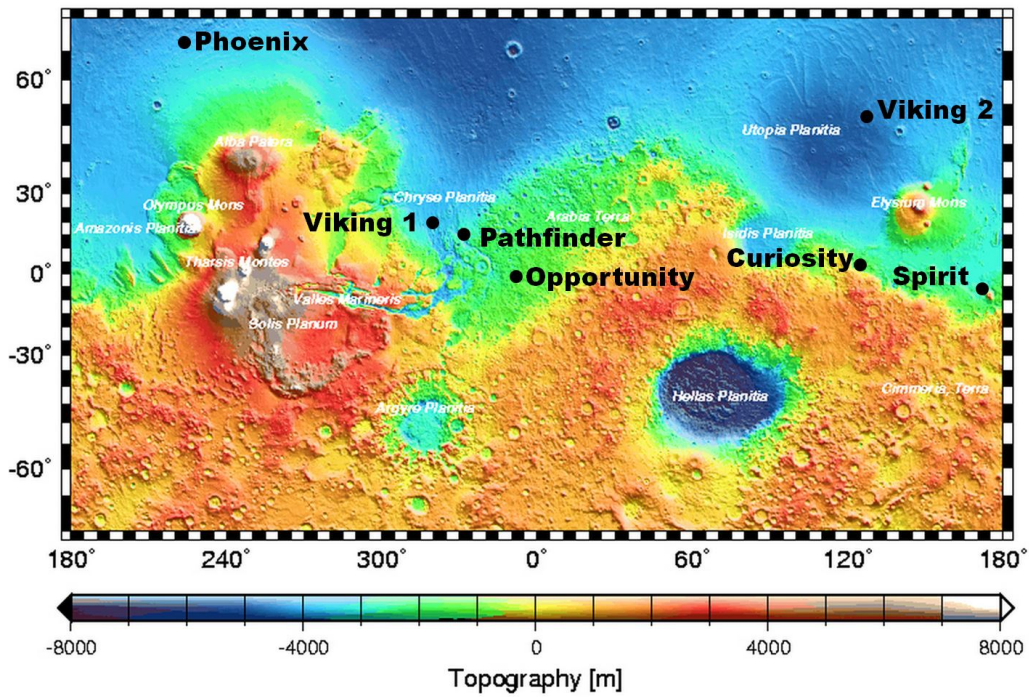 Phoenix
60°
Viking 2
Utopia Planitia
Alba Patera
30°
Chryse Planitia
Olympus Mons
Elysium Mons
Viking 1
Arabia Terra
Amazonis Planitia
Isidis Planitia
Pathfinder
Tharsis Montes
Curiosity
0°
Opportunity
Spirit
Valles Marineris
Solis Planum
-30°
Hellas Planitia
Cimmeria, Terra
Argyre Planitia
-60°
180° 240° 300° 0° 60° 120° 180°
-8000 -4000 0 4000 8000
Topography [m]